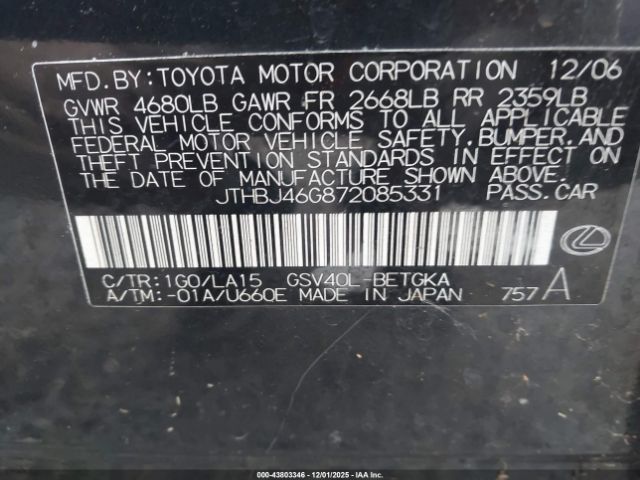 MFD.BY:TOYOTA MOTOR CORPORATION 12/06
GVWR 4680LB GAWR FR 2668LB RR 2359LB
THIS VEHICLE CONFORMS TO ALL APPLICABLE
FEDERAL MOTOR VEHICLE SAFETY,BUMPER,AND
THEFT PREVENTION STANDARDS IN EFFECT ON
THE DATE OF MANUFACTURE SHOWN ABOVE.
JTHBJ46G872085331 PASS.CAR
C/TR:1G0/LA15 GSV40L-BETGKA
A/TM:-01A/U660E MADE IN JAPAN 757 A
000-43803346 • 12/01/2025 • IAAI.COM